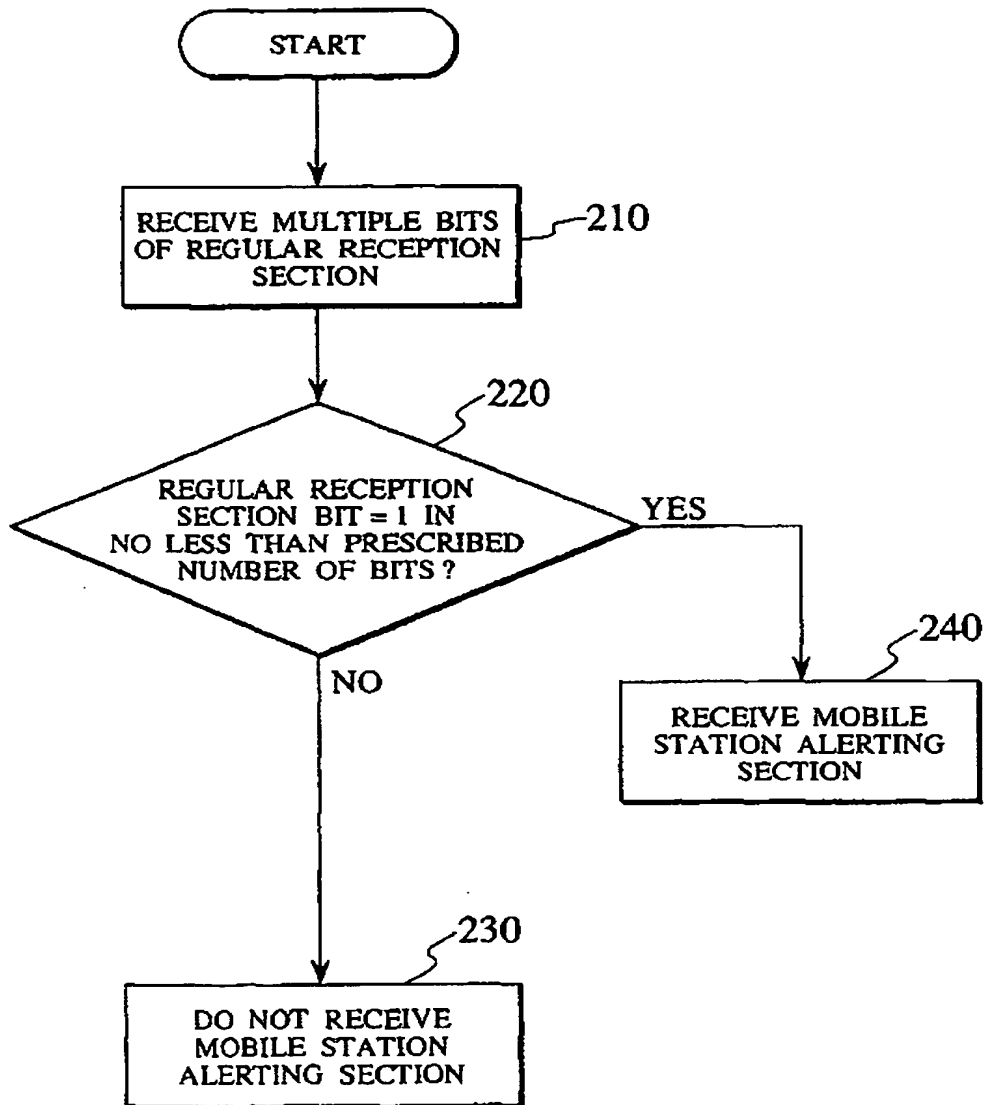 START
RECEIVE MULTIPLE BITS
OF REGULAR RECEPTION
SECTION
210
220
REGULAR RECEPTION
SECTION BIT = 1 IN
NO LESS THAN PRESCRIBED
NUMBER OF BITS ?
YES
NO
240
RECEIVE MOBILE
STATION ALERTING
SECTION
230
DO NOT RECEIVE
MOBILE STATION
ALERTING SECTION